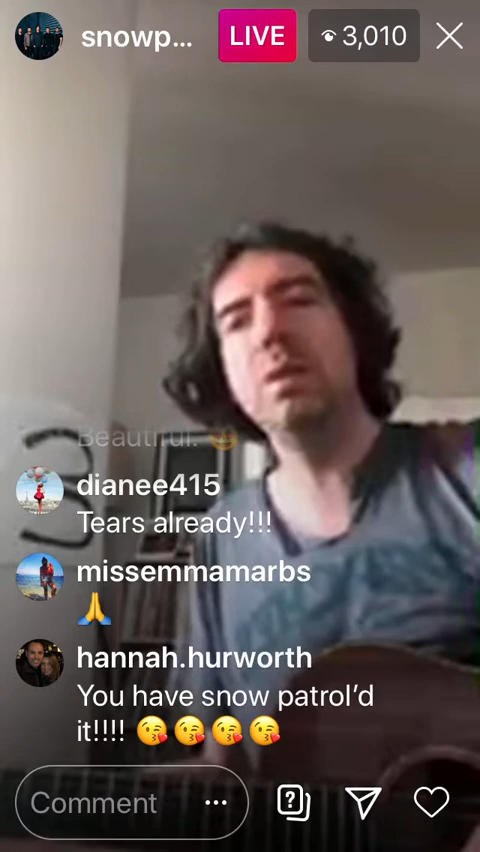 snowp...
LIVE
3,010
Beautiful. 😍
dianee415
Tears already!!!
missemmamarbs
🙏
hannah.hurworth
You have snow patrol’d
it!!!! 😘😘😘😘
Comment